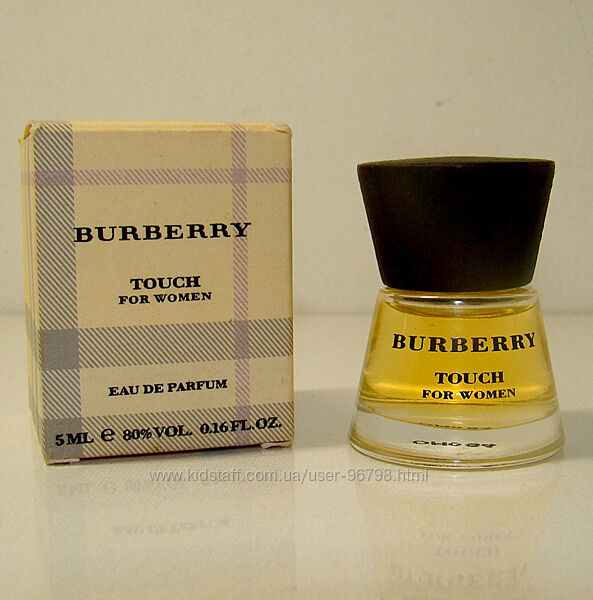 BURBERRY
TOUCH
FOR WOMEN
EAU DE PARFUM
5 ML e 80% VOL. 0.16 FL. OZ.
BURBERRY
TOUCH
FOR WOMEN
www.kidstaff.com.ua/user-96798.html